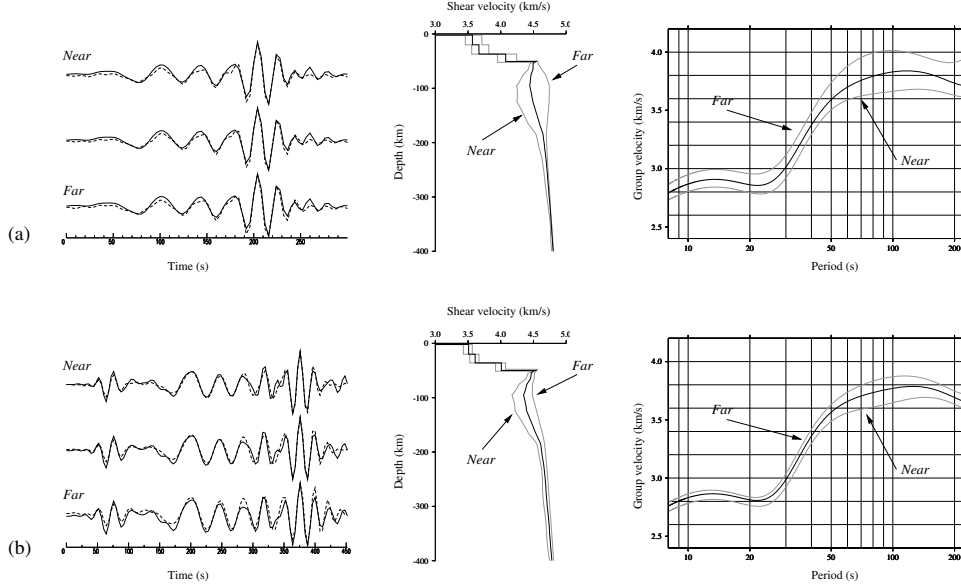 Near
Far
(a)
0 50 100 150 200 250
Time (s)
Shear velocity (km/s)
3.0 3.5 4.0 4.5 5.0
0
-100
-200
-300
-400
Depth (km)
Far
Near
4.0
3.5
3.0
2.5
Group velocity (km/s)
Far
Near
10 20 50 100 200
Period (s)
Near
Far
(b)
0 50 100 150 200 250 300 350 400 450
Time (s)
Shear velocity (km/s)
3.0 3.5 4.0 4.5 5.0
0
-100
-200
-300
-400
Depth (km)
Far
Near
4.0
3.5
3.0
2.5
Group velocity (km/s)
Far
Near
10 20 50 100 200
Period (s)